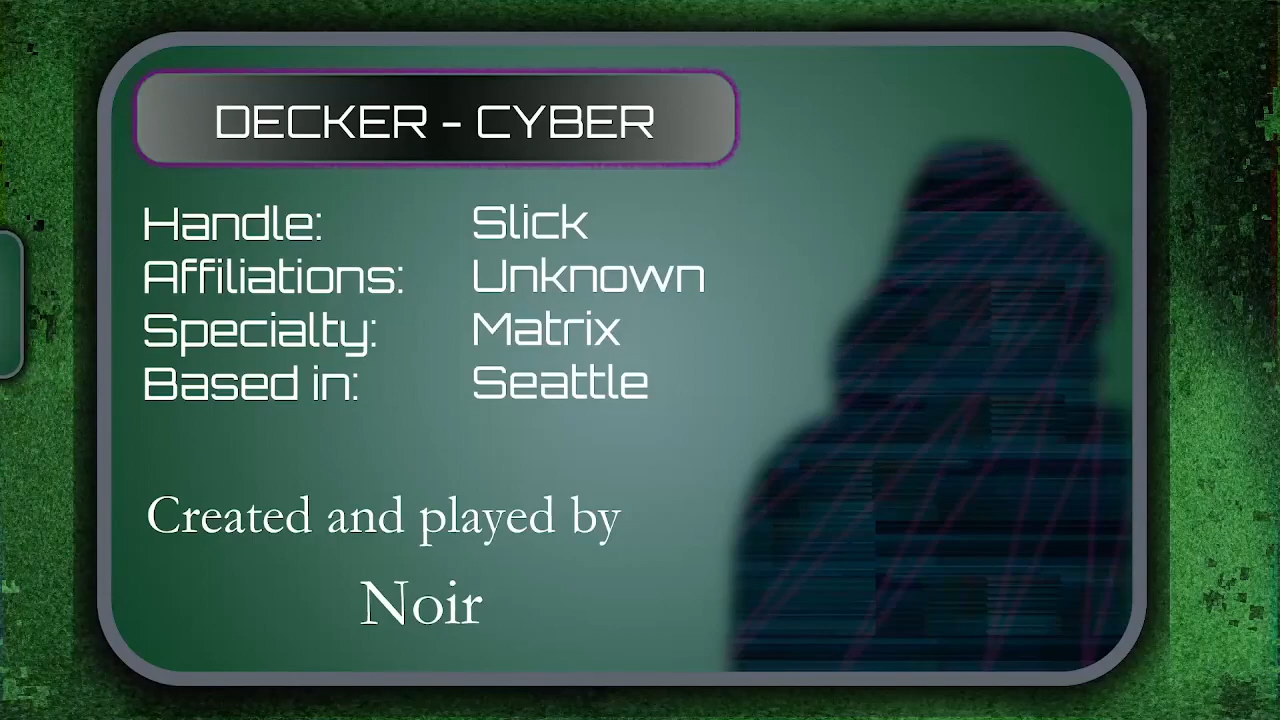 DECKER - CYBER
Handle: Slick
Affiliations: Unknown
Specialty: Matrix
Based in: Seattle
Created and played by
Noir